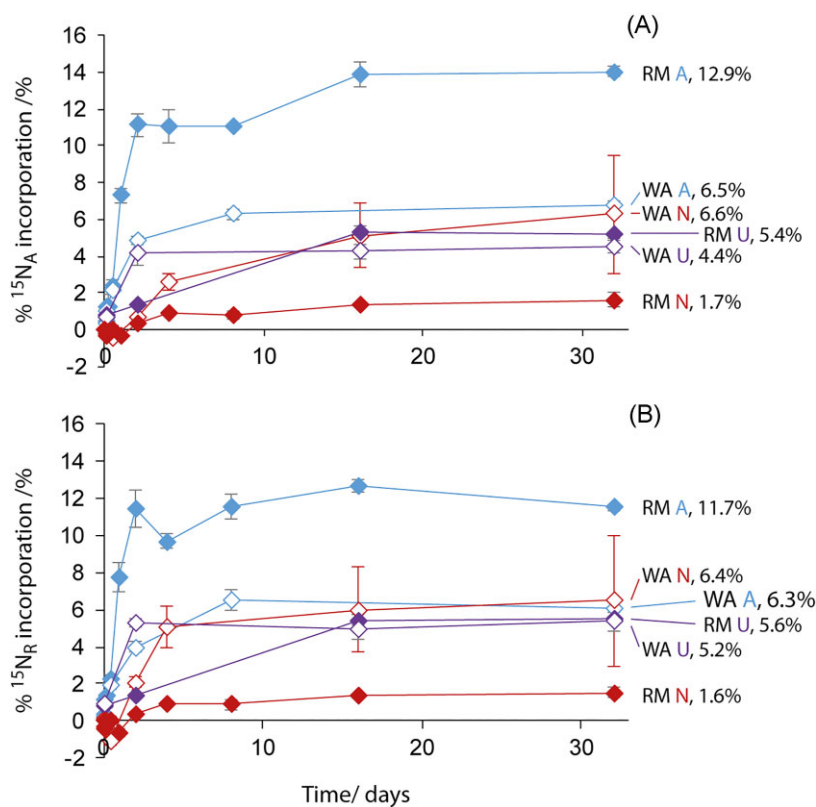 (A)
16
14
12
10
8
6
4
2
0
-2
% ¹⁵N_A incorporation /%
10
20
30
RM A, 12.9%
WA A, 6.5%
WA N, 6.6%
RM U, 5.4%
WA U, 4.4%
RM N, 1.7%
(B)
16
14
12
10
8
6
4
2
0
-2
% ¹⁵N_R incorporation /%
0
10
20
30
RM A, 11.7%
WA N, 6.4%
WA A, 6.3%
RM U, 5.6%
WA U, 5.2%
RM N, 1.6%
Time/ days